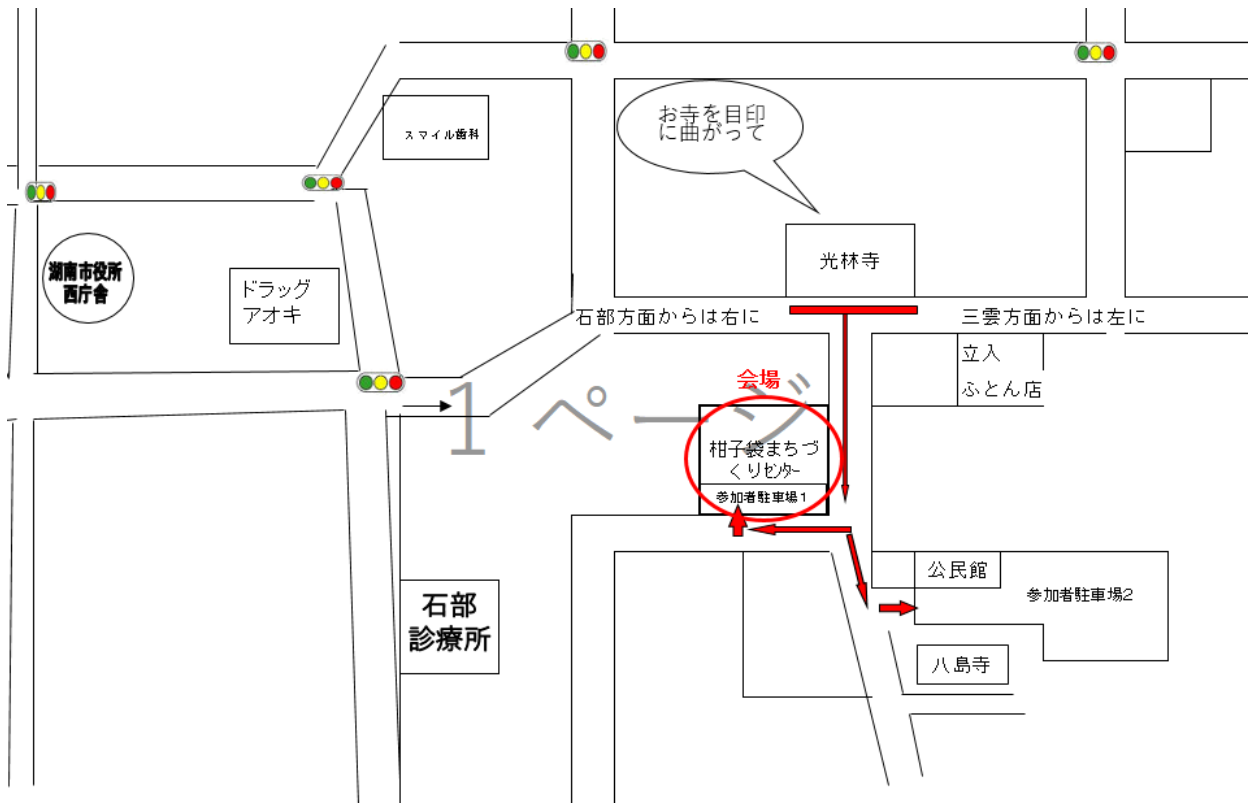 スマイル歯科
お寺を目印
に曲がって
湖南市役所
西庁舎
ドラッグ
アオキ
光林寺
石部方面からは右に
三雲方面からは左に
立入
ふとん店
会場
1 ページ
柑子袋まちづ
くりセンター
参加者駐車場1
公民館
参加者駐車場2
石部
診療所
八島寺